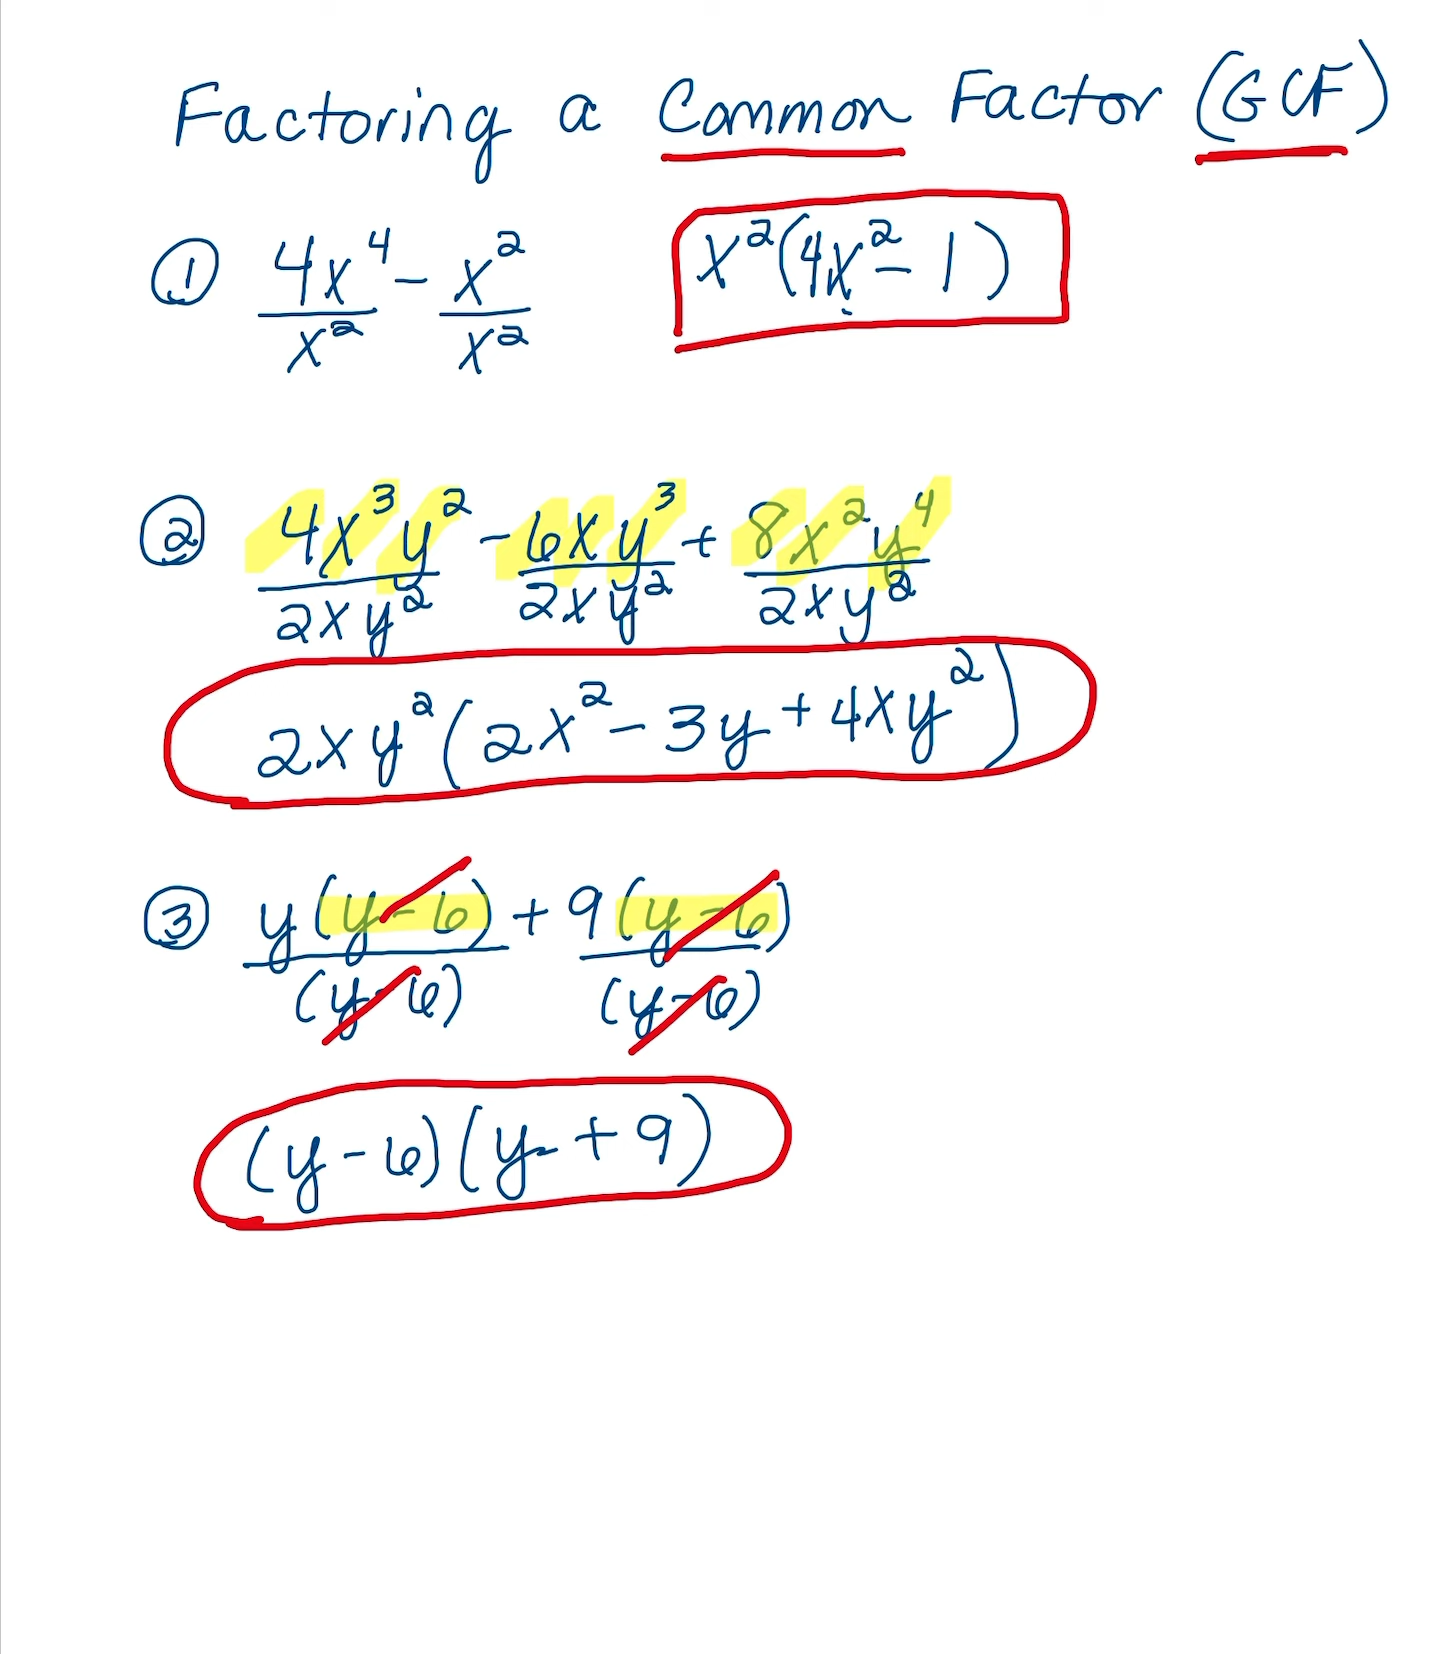 Factoring a Common Factor (GCF)
① 4x⁴ - x² x²(4x² - 1)
x² x²
② 4x³y² - 6xy³ + 8x²y⁴
2xy² 2xy² 2xy²
2xy²(2x² - 3y + 4xy²)
③ y(y-6) + 9(y-6)
(y-6) (y-6)
(y-6)(y+9)